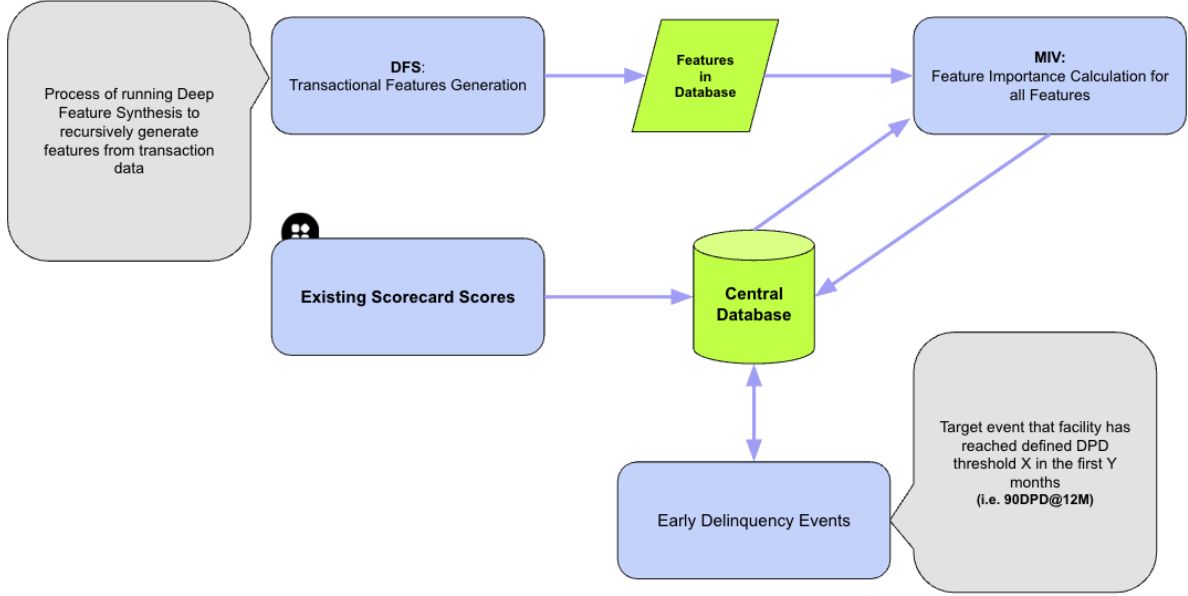 Process of running Deep
Feature Synthesis to
recursively generate
features from transaction
data
DFS:
Transactional Features Generation
Features
in
Database
MIV:
Feature Importance Calculation for
all Features
Existing Scorecard Scores
Central
Database
Early Delinquency Events
Target event that facility has
reached defined DPD
threshold X in the first Y
months
(i.e. 90DPD@12M)